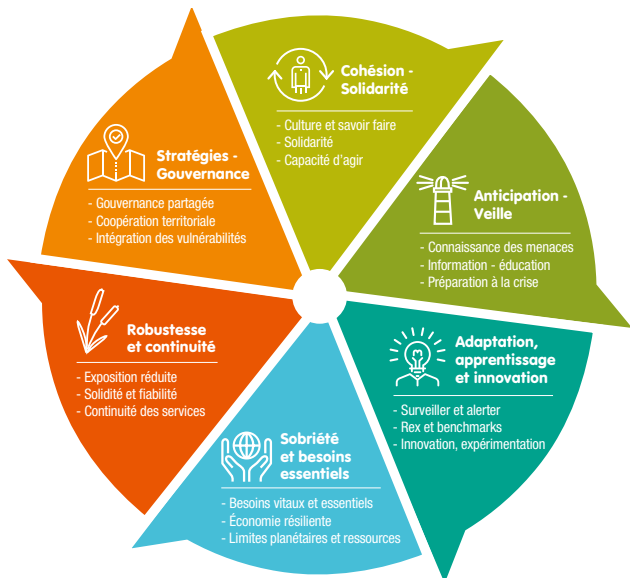 Cohésion -
Solidarité
- Culture et savoir faire
- Solidarité
- Capacité d'agir
Anticipation -
Veille
- Connaissance des menaces
- Information - éducation
- Préparation à la crise
Adaptation,
apprentissage
et innovation
- Surveiller et alerter
- Rex et benchmarks
- Innovation, expérimentation
Sobriété
et besoins
essentiels
- Besoins vitaux et essentiels
- Économie résiliente
- Limites planétaires et ressources
Robustesse
et continuité
- Exposition réduite
- Solidité et fiabilité
- Continuité des services
Stratégies -
Gouvernance
- Gouvernance partagée
- Coopération territoriale
- Intégration des vulnérabilités